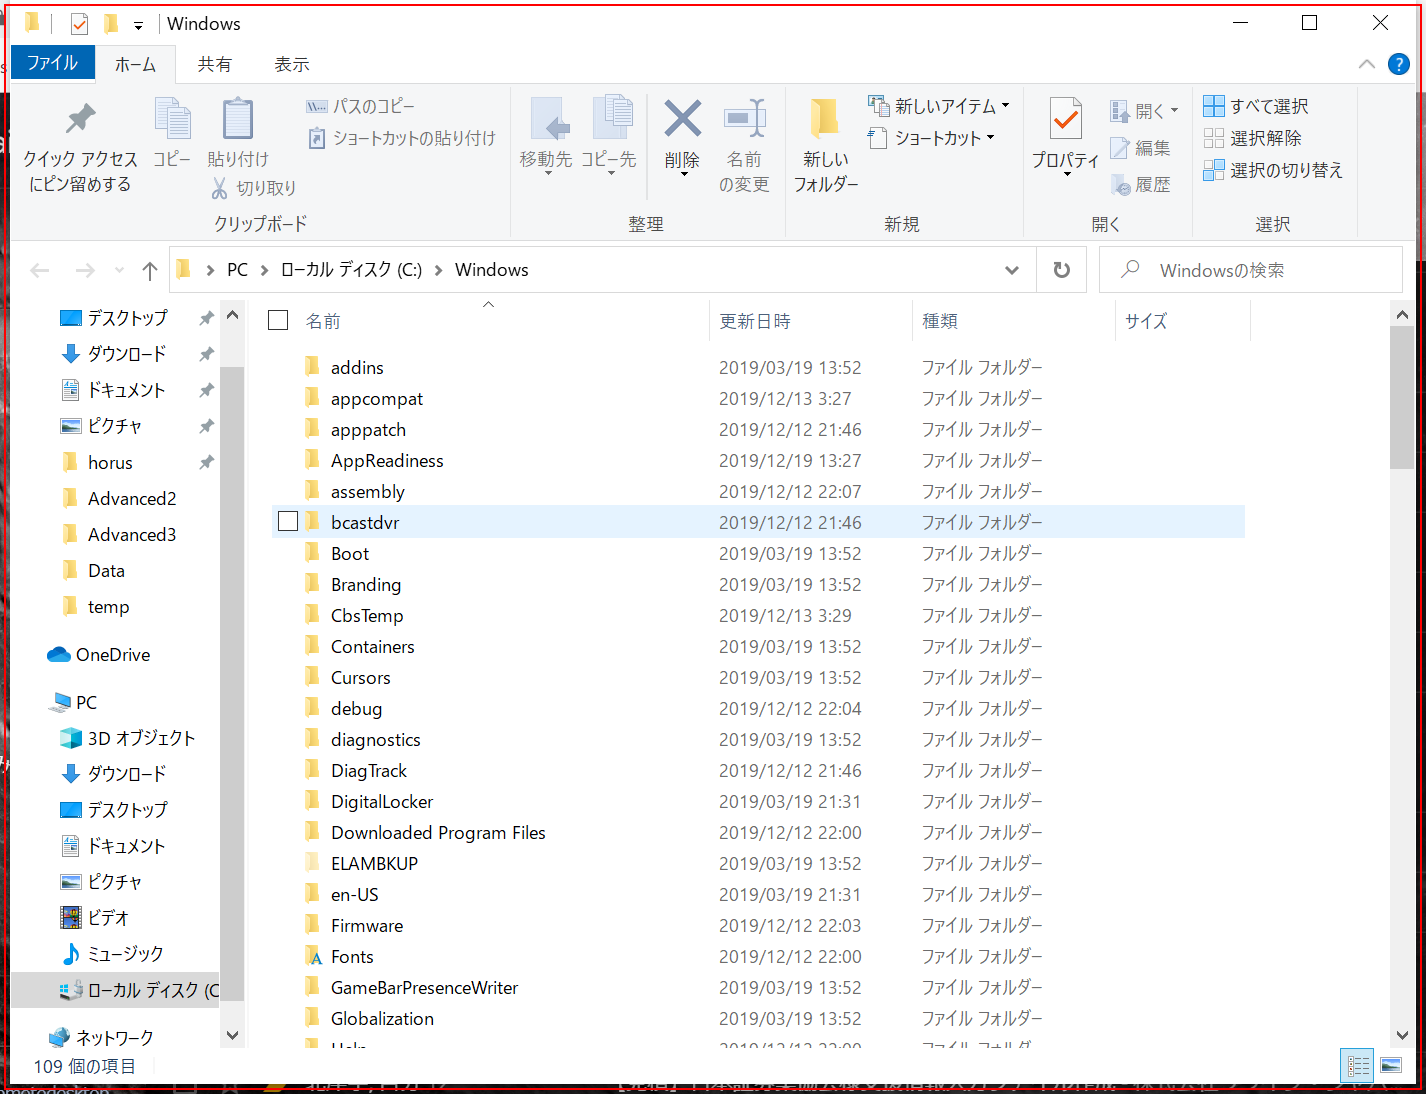 Windows
ファイル ホーム 共有 表示
クイック アクセス
にピン留めする
コピー
貼り付け
パスのコピー
ショートカットの貼り付け
切り取り
クリップボード
移動先
コピー先
削除
名前
の変更
整理
新しい
フォルダー
新しいアイテム
ショートカット
新規
プロパティ
開く
編集
履歴
開く
すべて選択
選択解除
選択の切り替え
選択
PC ローカル ディスク (C:) Windows
Windowsの検索
デスクトップ
ダウンロード
ドキュメント
ピクチャ
horus
Advanced2
Advanced3
Data
temp
OneDrive
PC
3D オブジェクト
ダウンロード
デスクトップ
ドキュメント
ピクチャ
ビデオ
ミュージック
ローカル ディスク (C
ネットワーク
名前 更新日時 種類 サイズ
addins 2019/03/19 13:52 ファイル フォルダー
appcompat 2019/12/13 3:27 ファイル フォルダー
apppatch 2019/12/12 21:46 ファイル フォルダー
AppReadiness 2019/12/19 13:27 ファイル フォルダー
assembly 2019/12/12 22:07 ファイル フォルダー
bcastdvr 2019/12/12 21:46 ファイル フォルダー
Boot 2019/03/19 13:52 ファイル フォルダー
Branding 2019/03/19 13:52 ファイル フォルダー
CbsTemp 2019/12/13 3:29 ファイル フォルダー
Containers 2019/03/19 13:52 ファイル フォルダー
Cursors 2019/03/19 13:52 ファイル フォルダー
debug 2019/12/12 22:04 ファイル フォルダー
diagnostics 2019/03/19 13:52 ファイル フォルダー
DiagTrack 2019/12/12 21:46 ファイル フォルダー
DigitalLocker 2019/03/19 21:31 ファイル フォルダー
Downloaded Program Files 2019/12/12 22:00 ファイル フォルダー
ELAMBKUP 2019/03/19 13:52 ファイル フォルダー
en-US 2019/03/19 21:31 ファイル フォルダー
Firmware 2019/12/12 22:03 ファイル フォルダー
Fonts 2019/12/12 22:00 ファイル フォルダー
GameBarPresenceWriter 2019/03/19 13:52 ファイル フォルダー
Globalization 2019/03/19 13:52 ファイル フォルダー
109 個の項目